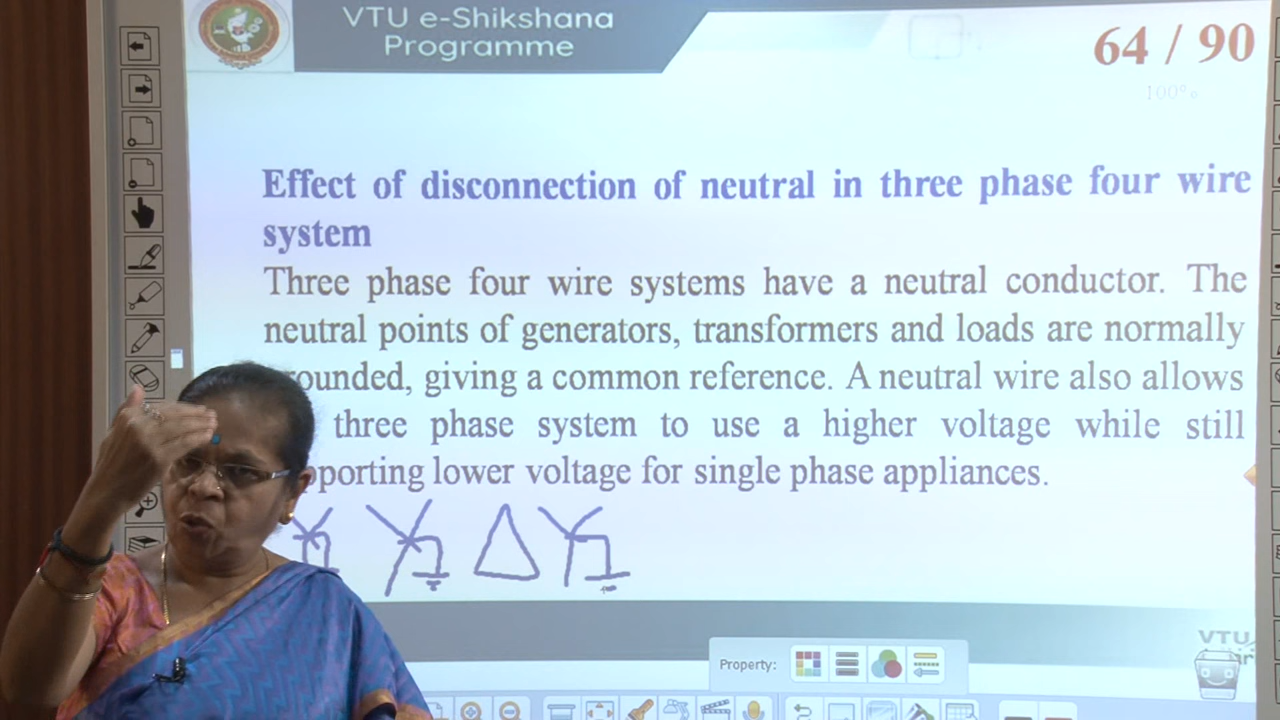 VTU e-Shikshana
Programme
64 / 90
100%
Effect of disconnection of neutral in three phase four wire
system
Three phase four wire systems have a neutral conductor. The
neutral points of generators, transformers and loads are normally
rounded, giving a common reference. A neutral wire also allows
three phase system to use a higher voltage while still
pporting lower voltage for single phase appliances.
Y Y Δ Y
VTU
Property: